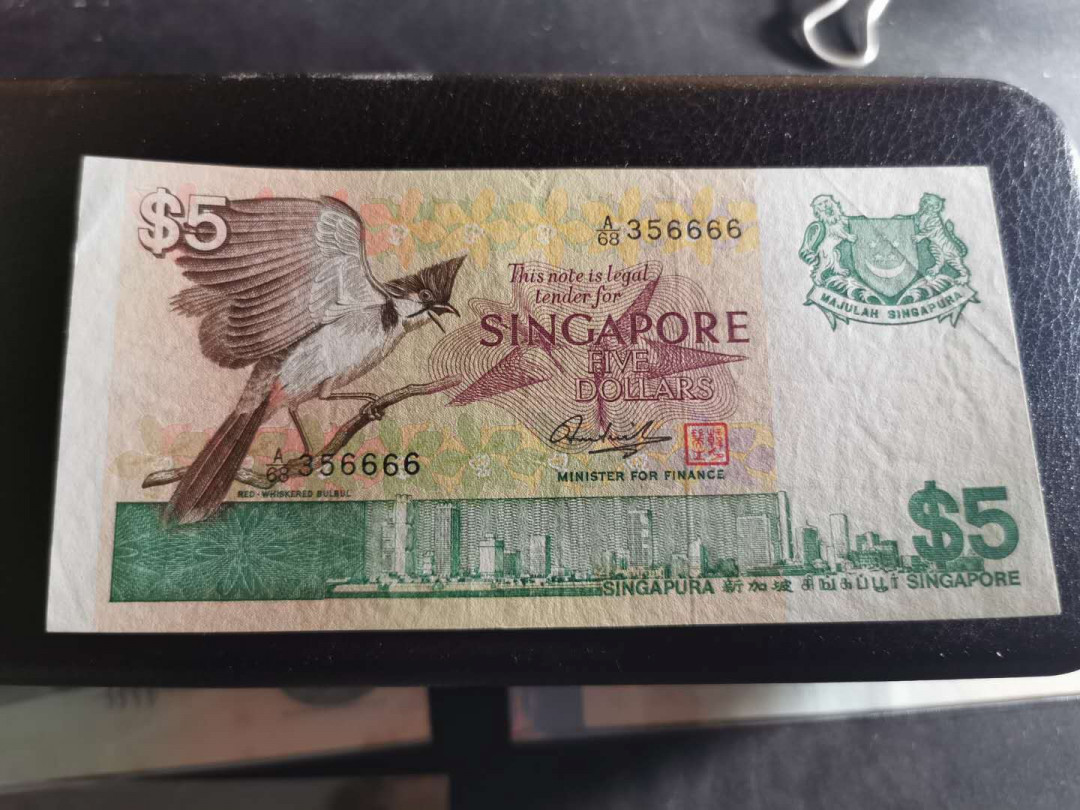 $5
A/68 356666
This note is legal
tender for
SINGAPORE
FIVE
DOLLARS
MAJULAH SINGAPURA
A/68 356666
MINISTER FOR FINANCE
RED-WHISKERED BULBUL
$5
SINGAPURA 新加坡 சிங்கப்பூர் SINGAPORE